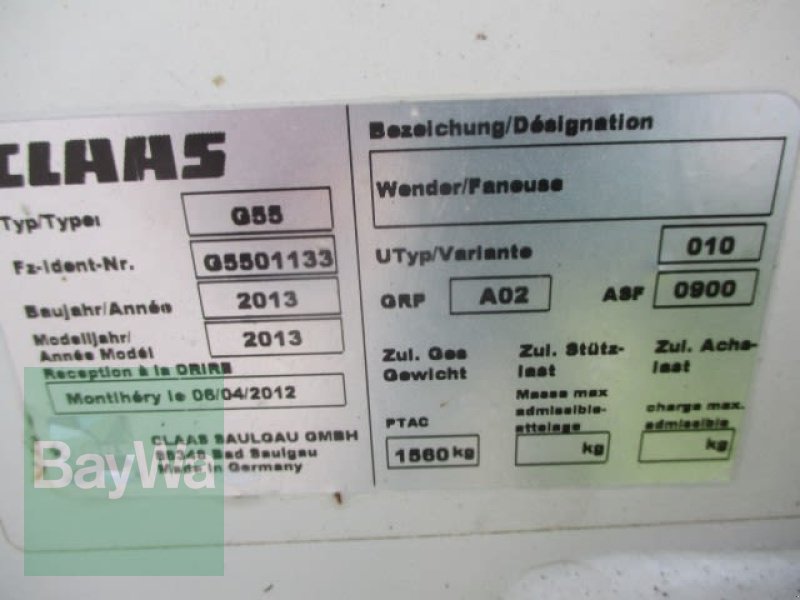 CLAAS
Typ/Type: G55
Fz-Ident-Nr. G5501133
Baujahr/Année 2013
Modelljahr/
Année Modèl 2013
Reception à la DRIRE
Montlhéry le 06/04/2012
CLAAS SAULGAU GMBH
88348 Bad Saulgau
Made in Germany
Bezeichung/Désignation
Wender/Faneuse
UTyp/Variante 010
GRP A02 ASF 0900
Zul. Ges Gewicht
PTAC
1560 kg
Zul. Stütz-
last
Masse max
admissible-
attelage
kg
Zul. Achs-
last
charge max.
admissible
kg
BayWa